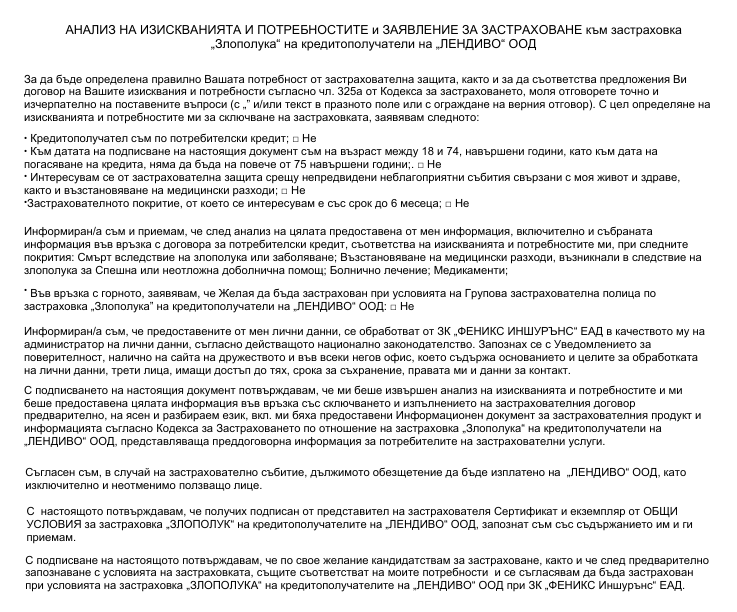 АНАЛИЗ НА ИЗИСКВАНИЯТА И ПОТРЕБНОСТИТЕ и ЗАЯВЛЕНИЕ ЗА ЗАСТРАХОВАНЕ към застраховка
„Злополука“ на кредитополучатели на „ЛЕНДИВО“ ООД
За да бъде определена правилно Вашата потребност от застрахователна защита, както и за да съответства предложения Ви
договор на Вашите изисквания и потребности съгласно чл. 325а от Кодекса за застраховането, моля отговорете точно и
изчерпателно на поставените въпроси (с „“ и/или текст в празното поле или с ограждане на верния отговор). С цел определяне на
изискванията и потребностите ми за сключване на застраховката, заявявам следното:
• Кредитополучател съм по потребителски кредит; □ Не
• Към датата на подписване на настоящия документ съм на възраст между 18 и 74, навършени години, като към дата на
погасяване на кредита, няма да бъда на повече от 75 навършени години;. □ Не
• Интересувам се от застрахователна защита срещу непредвидени неблагоприятни събития свързани с моя живот и здраве,
както и възстановяване на медицински разходи; □ Не
•Застрахователното покритие, от което се интересувам е със срок до 6 месеца; □ Не
Информиран/а съм и приемам, че след анализ на цялата предоставена от мен информация, включително и събраната
информация във връзка с договора за потребителски кредит, съответства на изискванията и потребностите ми, при следните
покрития: Смърт вследствие на злополука или заболяване; Възстановяване на медицински разходи, възникнали в следствие на
злополука за Спешна или неотложна доболнична помощ; Болнично лечение; Медикаменти;
• Във връзка с горното, заявявам, че Желая да бъда застрахован при условията на Групова застрахователна полица по
застраховка „Злополука“ на кредитополучатели на „ЛЕНДИВО“ ООД: □ Не
Информиран/а съм, че предоставените от мен лични данни, се обработват от ЗК „ФЕНИКС ИНШУРЪНС“ ЕАД в качеството му на
администратор на лични данни, съгласно действащото национално законодателство. Запознах се с Уведомлението за
поверителност, налично на сайта на дружеството и във всеки негов офис, което съдържа основанието и целите за обработката
на лични данни, трети лица, имащи достъп до тях, срока за съхранение, правата ми и данни за контакт.
С подписването на настоящия документ потвърждавам, че ми беше извършен анализ на изискванията и потребностите и ми
беше предоставена цялата информация във връзка със сключването и изпълнението на застрахователния договор
предварително, на ясен и разбираем език, вкл. ми бяха предоставени Информационен документ за застрахователния продукт и
информацията съгласно Кодекса за Застраховането по отношение на застраховка „Злополука“ на кредитополучатели на
„ЛЕНДИВО“ ООД, представляваща преддоговорна информация за потребителите на застрахователни услуги.
Съгласен съм, в случай на застрахователно събитие, дължимото обезщетение да бъде изплатено на „ЛЕНДИВО“ ООД, като
изключително и неотменимо ползващо лице.
С настоящото потвърждавам, че получих подписан от представител на застрахователя Сертификат и екземпляр от ОБЩИ
УСЛОВИЯ за застраховка „ЗЛОПОЛУК“ на кредитополучателите на „ЛЕНДИВО“ ООД, запознат съм със съдържанието им и ги
приемам.
С подписване на настоящото потвърждавам, че по свое желание кандидатствам за застраховане, както и че след предварително
запознаване с условията на застраховката, същите съответстват на моите потребности и се съгласявам да бъда застрахован
при условията на застраховка „ЗЛОПОЛУКА“ на кредитополучателите на „ЛЕНДИВО“ ООД при ЗК „ФЕНИКС Иншурънс“ ЕАД.